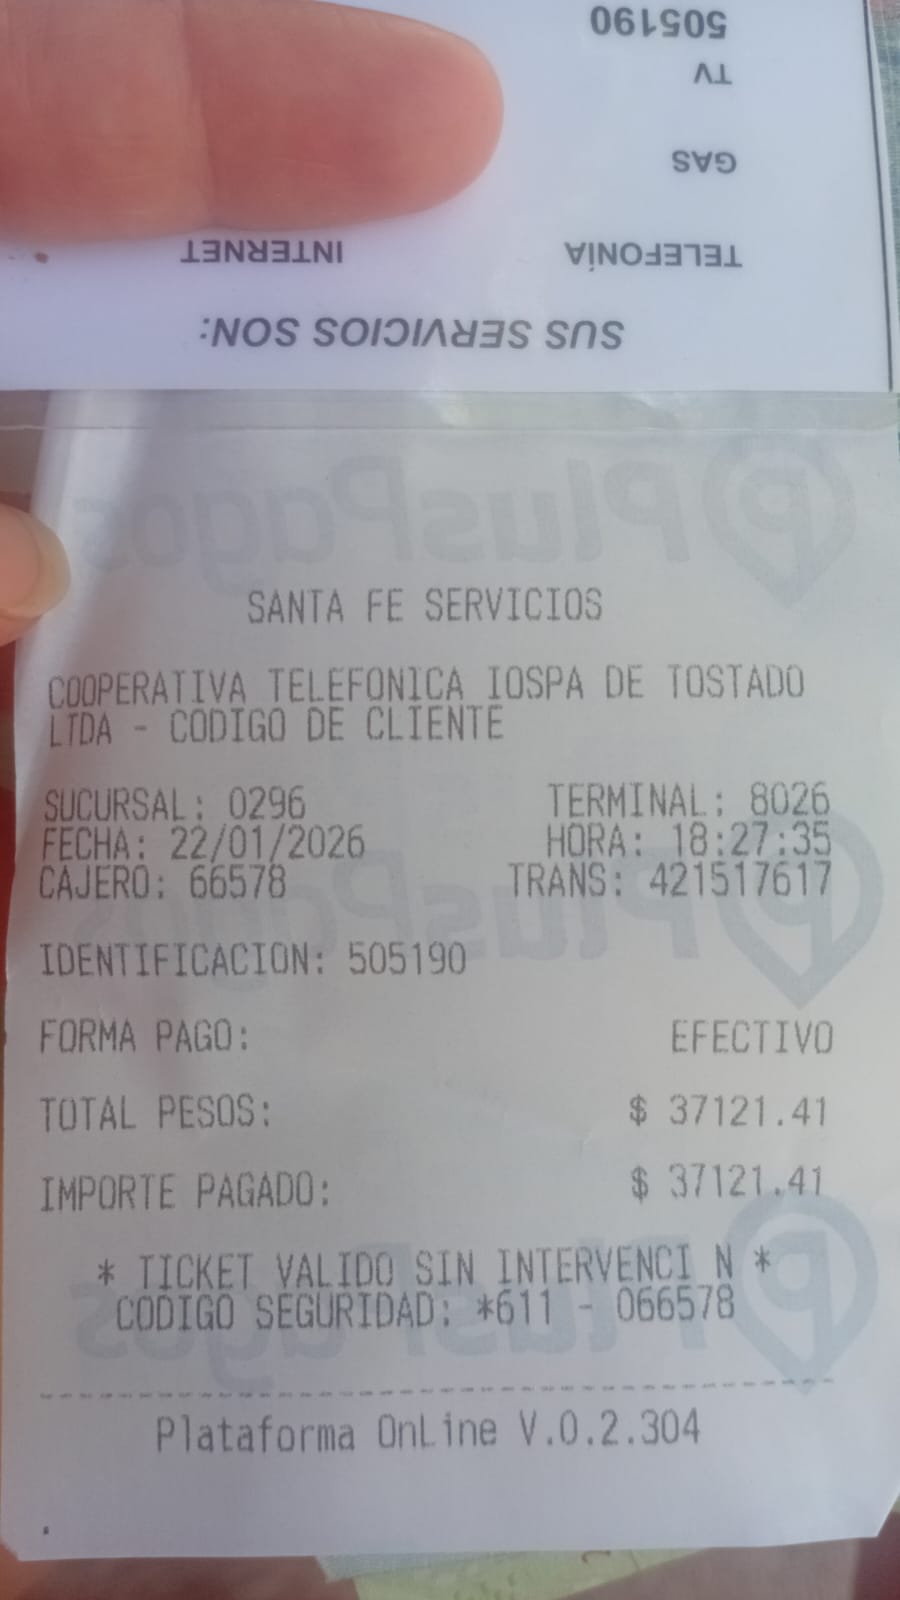 505190
TV
GAS
TELEFONÍA INTERNET
SUS SERVICIOS SON:
PlusPagos
SANTA FE SERVICIOS
COOPERATIVA TELEFONICA IOSPA DE TOSTADO
LTDA - CODIGO DE CLIENTE
SUCURSAL: 0296 TERMINAL: 8026
FECHA: 22/01/2026 HORA: 18:27:35
CAJERO: 66578 TRANS: 421517617
PlusPagos
IDENTIFICACION: 505190
FORMA PAGO: EFECTIVO
TOTAL PESOS: $ 37121.41
IMPORTE PAGADO: $ 37121.41
* TICKET VALIDO SIN INTERVENCI N *
CODIGO SEGURIDAD: *611 - 066578
PlusPagos
Plataforma OnLine V.0.2.304